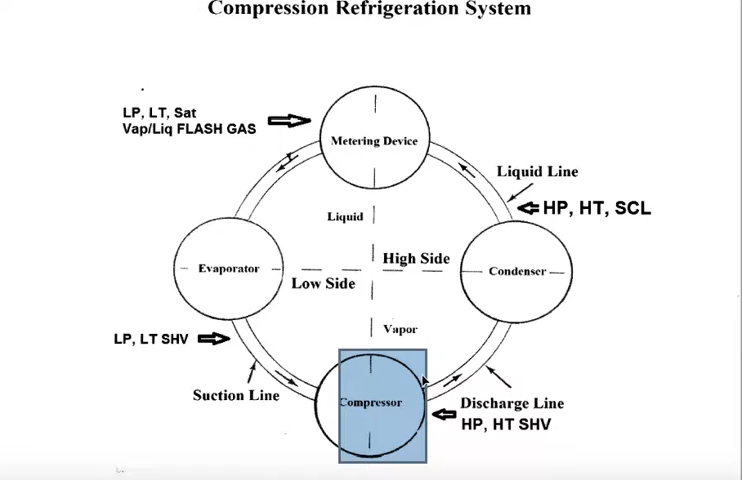 Compression Refrigeration System
LP, LT, Sat
Vap/Liq FLASH GAS
Metering Device
Liquid Line
HP, HT, SCL
Liquid
Evaporator
High Side
Condenser
Low Side
Vapor
LP, LT SHV
Suction Line
Compressor
Discharge Line
HP, HT SHV